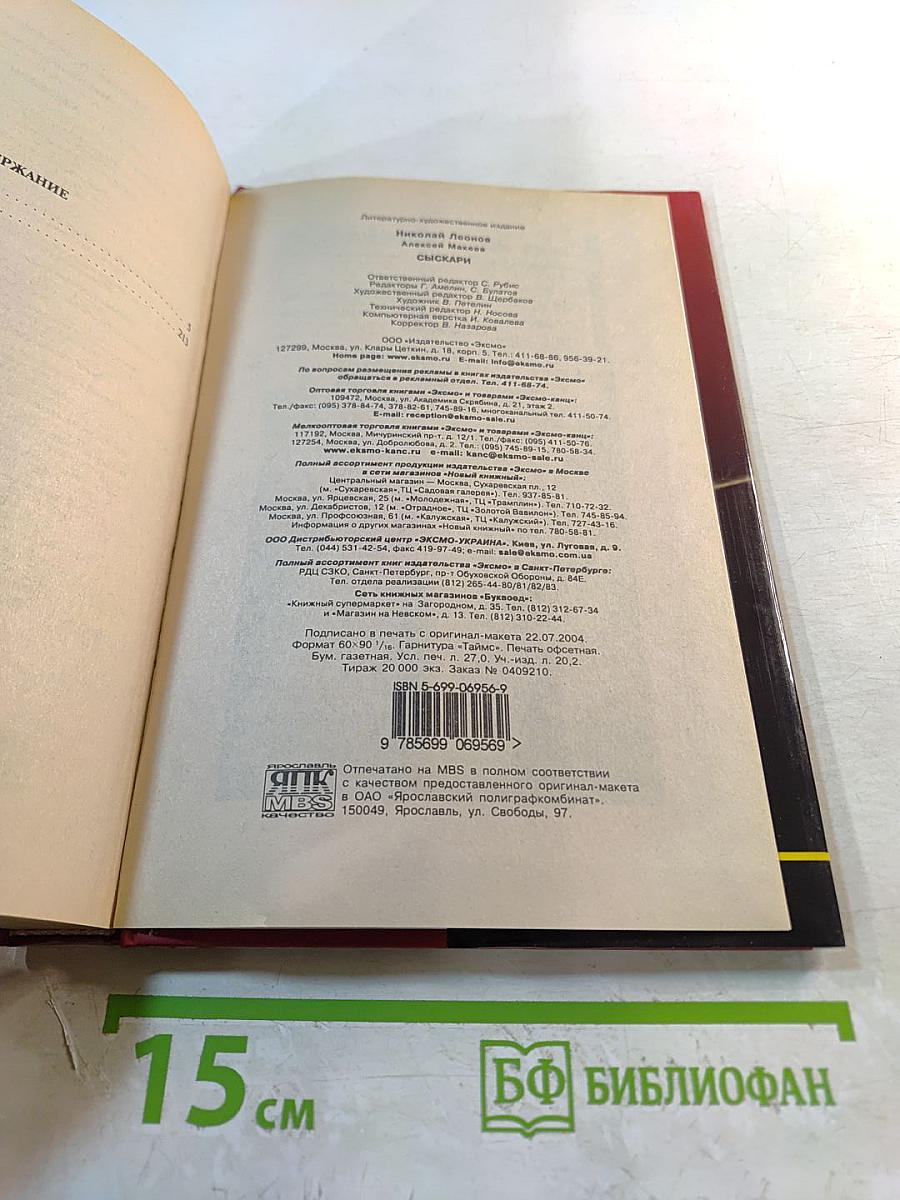 ЕРЖАНИЕ
5
213
Литературно-художественное издание
Николай Леонов
Алексей Макеев
СЫСКАРИ
Ответственный редактор С. Рубис
Редакторы Г. Амелин, С. Булатов
Художественный редактор В. Щербаков
Художник В. Петелин
Технический редактор Н. Носова
Компьютерная верстка И. Ковалева
Корректор В. Назарова
ООО «Издательство «Эксмо»
127299, Москва, ул. Клары Цеткин, д. 18, корп. 5. Тел.: 411-68-86, 956-39-21.
Home page: www.eksmo.ru E-mail: info@eksmo.ru
По вопросам размещения рекламы в книгах издательства «Эксмо»
обращаться в рекламный отдел. Тел. 411-68-74.
Оптовая торговля книгами «Эксмо» и товарами «Эксмо-канц»:
109472, Москва, ул. Академика Скрябина, д. 21, этаж 2.
Тел./факс: (095) 378-84-74, 378-82-61, 745-89-16, многоканальный тел. 411-50-74.
E-mail: reception@eksmo-sale.ru
Мелкооптовая торговля книгами «Эксмо» и товарами «Эксмо-канц»:
117192, Москва, Мичуринский пр-т, д. 12/1. Тел./факс: (095) 411-50-76.
127254, Москва, ул. Добролюбова, д. 2. Тел.: (095) 745-89-15, 780-58-34.
www.eksmo-kanc.ru e-mail: kanc@eksmo-sale.ru
Полный ассортимент продукции издательства «Эксмо» в Москве
в сети магазинов «Новый книжный»:
Центральный магазин — Москва, Сухаревская пл., 12
(м. «Сухаревская», ТЦ «Садовая галерея»). Тел. 937-85-81.
Москва, ул. Ярцевская, 25 (м. «Молодежная», ТЦ «Трамплин»). Тел. 710-72-32.
Москва, ул. Декабристов, 12 (м. «Отрадное», ТЦ «Золотой Вавилон»). Тел. 745-85-94.
Москва, ул. Профсоюзная, 61 (м. «Калужская», ТЦ «Калужский»). Тел. 727-43-16.
Информация о других магазинах «Новый книжный» по тел. 780-58-81.
ООО Дистрибьюторский центр «ЭКСМО-УКРАИНА». Киев, ул. Луговая, д. 9.
Тел. (044) 531-42-54, факс 419-97-49; e-mail: sale@eksmo.com.ua
Полный ассортимент книг издательства «Эксмо» в Санкт-Петербурге:
РДЦ СЗКО, Санкт-Петербург, пр-т Обуховской Обороны, д. 84Е.
Тел. отдела реализации (812) 265-44-80/81/82/83.
Сеть книжных магазинов «Буквоед»:
«Книжный супермаркет» на Загородном, д. 35. Тел. (812) 312-67-34
и «Магазин на Невском», д. 13. Тел. (812) 310-22-44.
Подписано в печать с оригинал-макета 22.07.2004.
Формат 60×90 1/16. Гарнитура «Таймс». Печать офсетная.
Бум. газетная. Усл. печ. л. 27,0. Уч.-изд. л. 20,2.
Тираж 20 000 экз. Заказ № 0409210.
ISBN 5-699-06956-9
9 785699 069569 >
ЯРОСЛАВЛЬ
ЯПК
MBS
КАЧЕСТВО
Отпечатано на MBS в полном соответствии
с качеством предоставленного оригинал-макета
в ОАО «Ярославский полиграфкомбинат».
150049, Ярославль, ул. Свободы, 97.
15 см
БФ БИБЛИОФАН